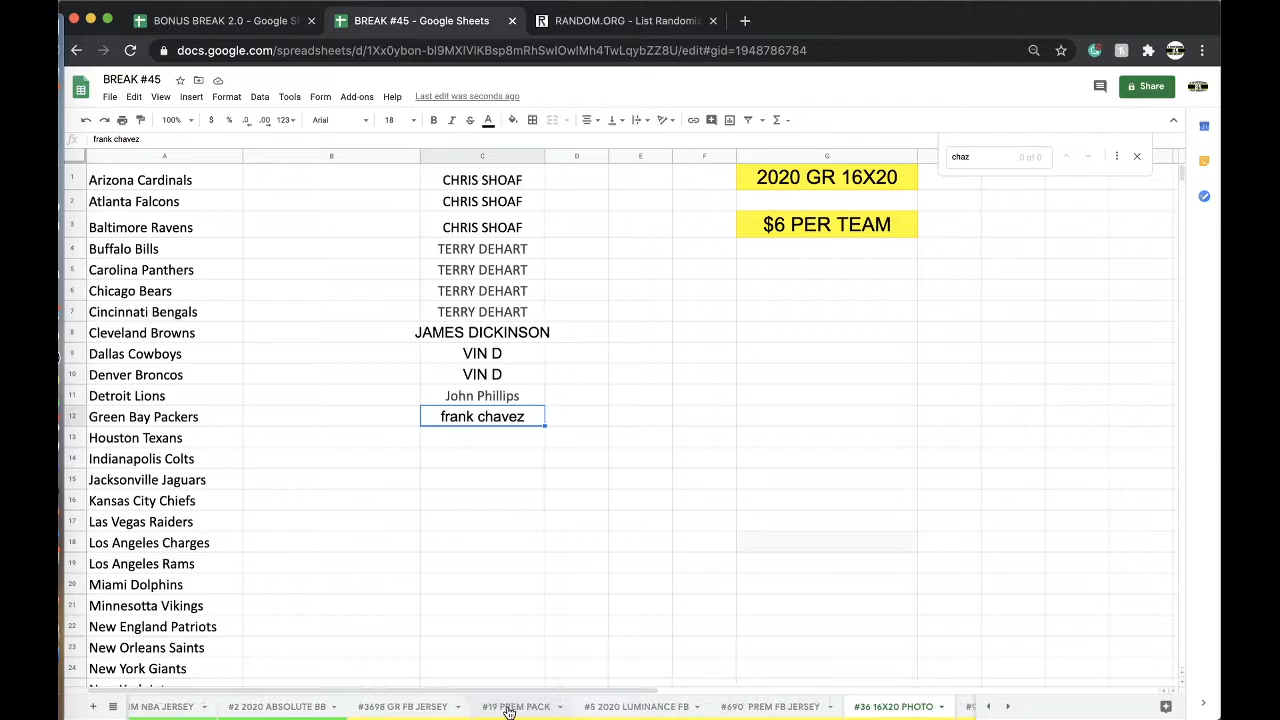 BONUS BREAK 2.0 - Google S
BREAK #45 - Google Sheets
RANDOM.ORG - List Randomiz
docs.google.com/spreadsheets/d/1Xx0ybon-bI9MXIVIKBsp8mRhSwIOwIMh4TwLqybZZ8U/edit#gid=1948786784
BREAK #45
File Edit View Insert Format Data Tools Form Add-ons Help Last edit was seconds ago
Share
100% $ % .0 .00 123 Arial 18 B I S A
fx frank chavez
chaz 0 of 0
A B C D E F G
1 Arizona Cardinals CHRIS SHOAF 2020 GR 16X20
2 Atlanta Falcons CHRIS SHOAF
3 Baltimore Ravens CHRIS SHOAF $6 PER TEAM
4 Buffalo Bills TERRY DEHART
5 Carolina Panthers TERRY DEHART
6 Chicago Bears TERRY DEHART
7 Cincinnati Bengals TERRY DEHART
8 Cleveland Browns JAMES DICKINSON
9 Dallas Cowboys VIN D
10 Denver Broncos VIN D
11 Detroit Lions John Phillips
12 Green Bay Packers frank chavez
13 Houston Texans
14 Indianapolis Colts
15 Jacksonville Jaguars
16 Kansas City Chiefs
17 Las Vegas Raiders
18 Los Angeles Charges
19 Los Angeles Rams
20 Miami Dolphins
21 Minnesotta Vikings
22 New England Patriots
23 New Orleans Saints
24 New York Giants
IM NBA JERSEY #2 2020 ABSOLUTE BB #3698 GR FB JERSEY #19 PREM PACK #5 2020 LUMINANCE FB #690 PREM FB JERSEY #36 16X20 PHOTO